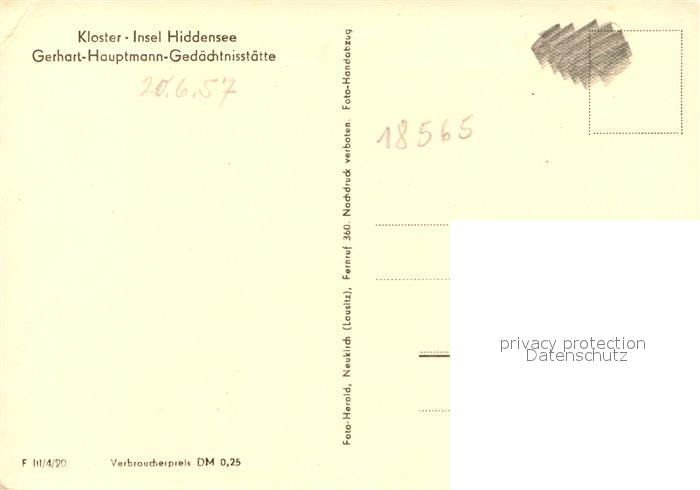 Kloster - Insel Hiddensee
Gerhart-Hauptmann-Gedächtnisstätte
20.6.57
F III/4/20
Verbraucherpreis DM 0,25
Foto-Herold, Neukirch (Lausitz), Fernruf 360. Nachdruck verboten. Foto-Handabzug
18565
privacy protection
Datenschutz